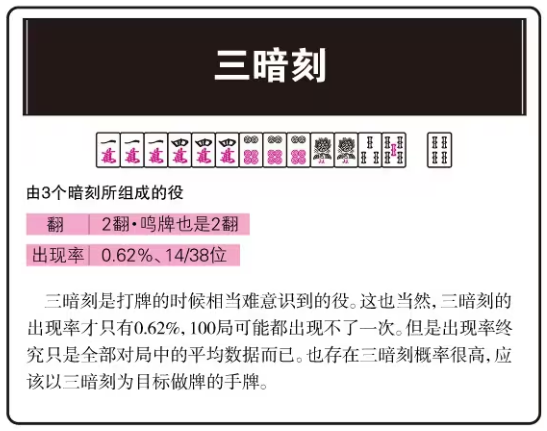 三暗刻
一萬 一萬 一萬 四萬 四萬 四萬
由3个暗刻所组成的役
翻 2翻·鸣牌也是2翻
出现率 0.62%、14/38位
三暗刻是打牌的时候相当难意识到的役。这也当然，三暗刻的
出现率才只有0.62%，100局可能都出现不了一次。但是出现率终
究只是全部对局中的平均数据而已。也存在三暗刻概率很高，应
该以三暗刻为目标做牌的手牌。